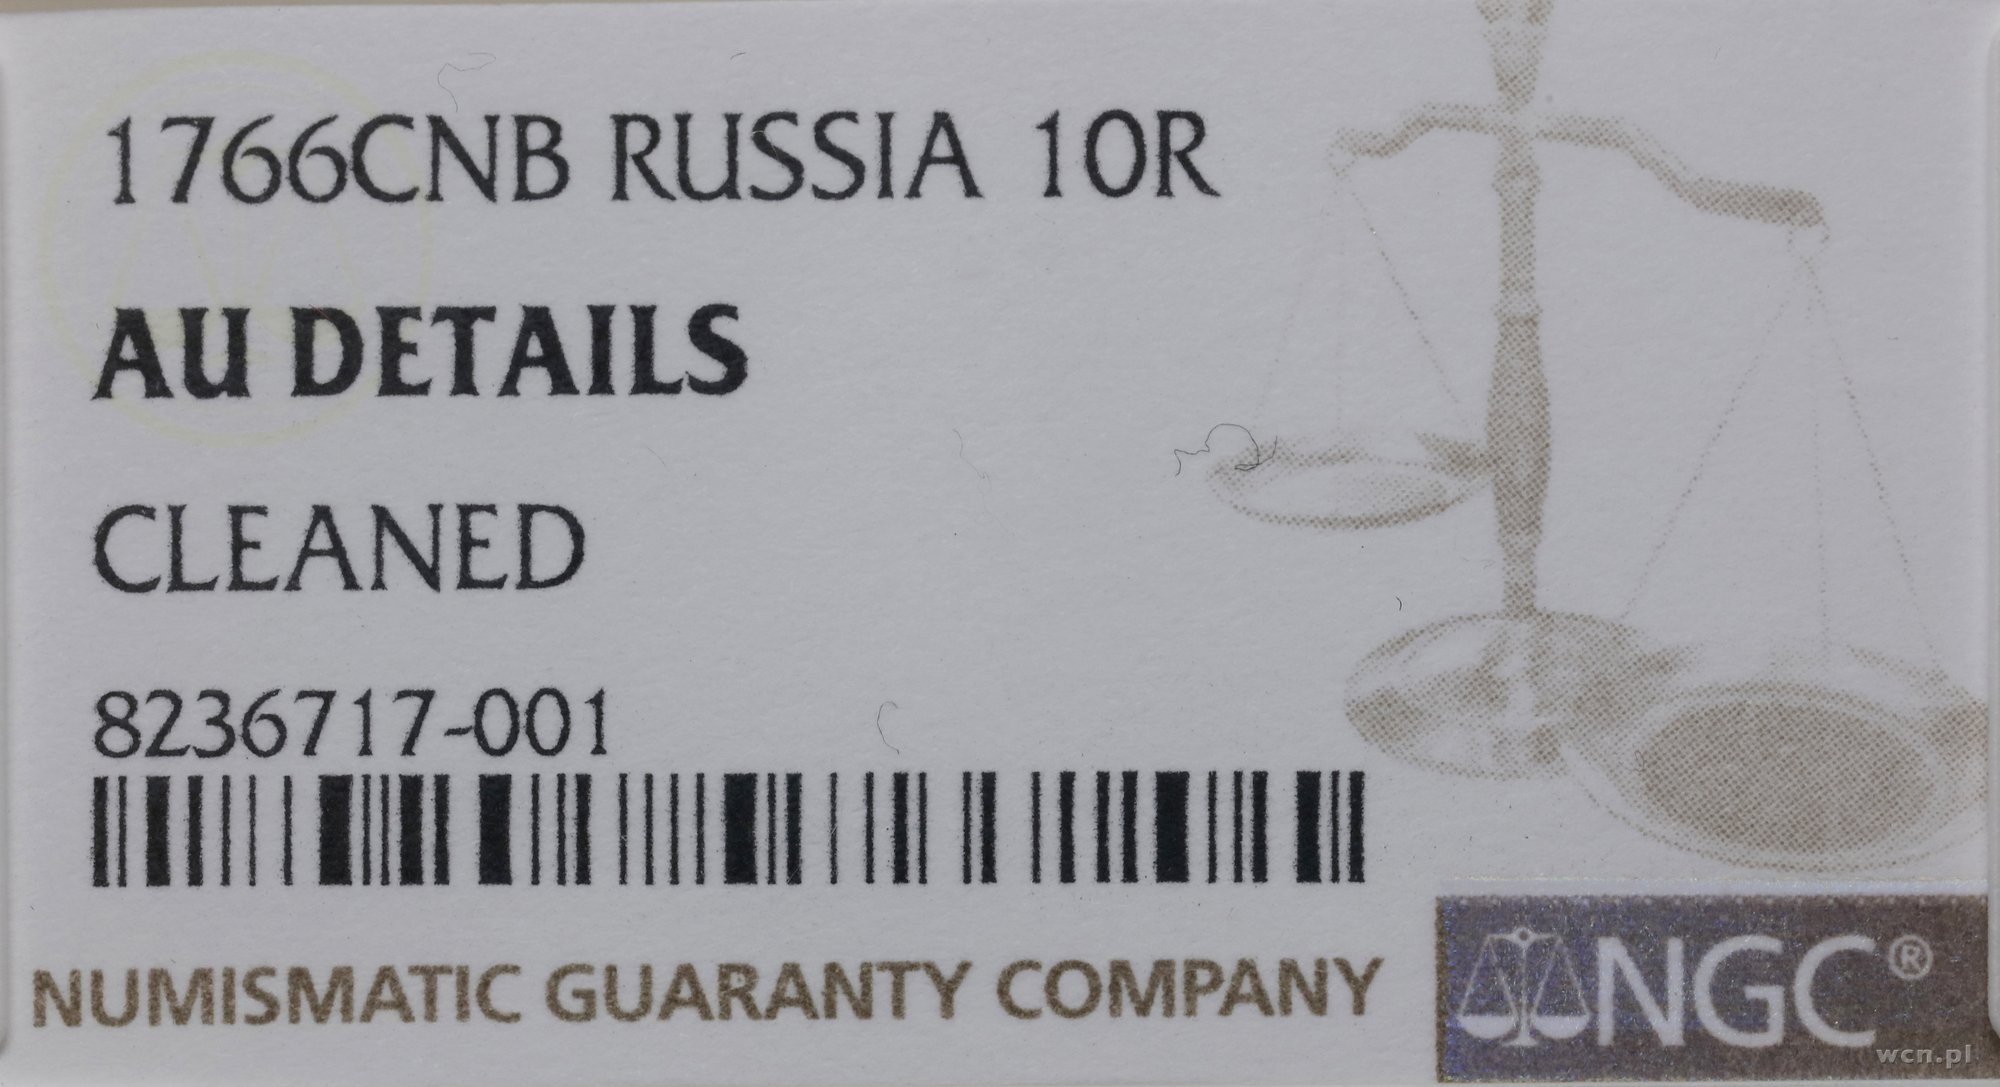 1766CNB RUSSIA 10R
AU DETAILS
CLEANED
8236717-001
NUMISMATIC GUARANTY COMPANY
NGC®
wcn.pl